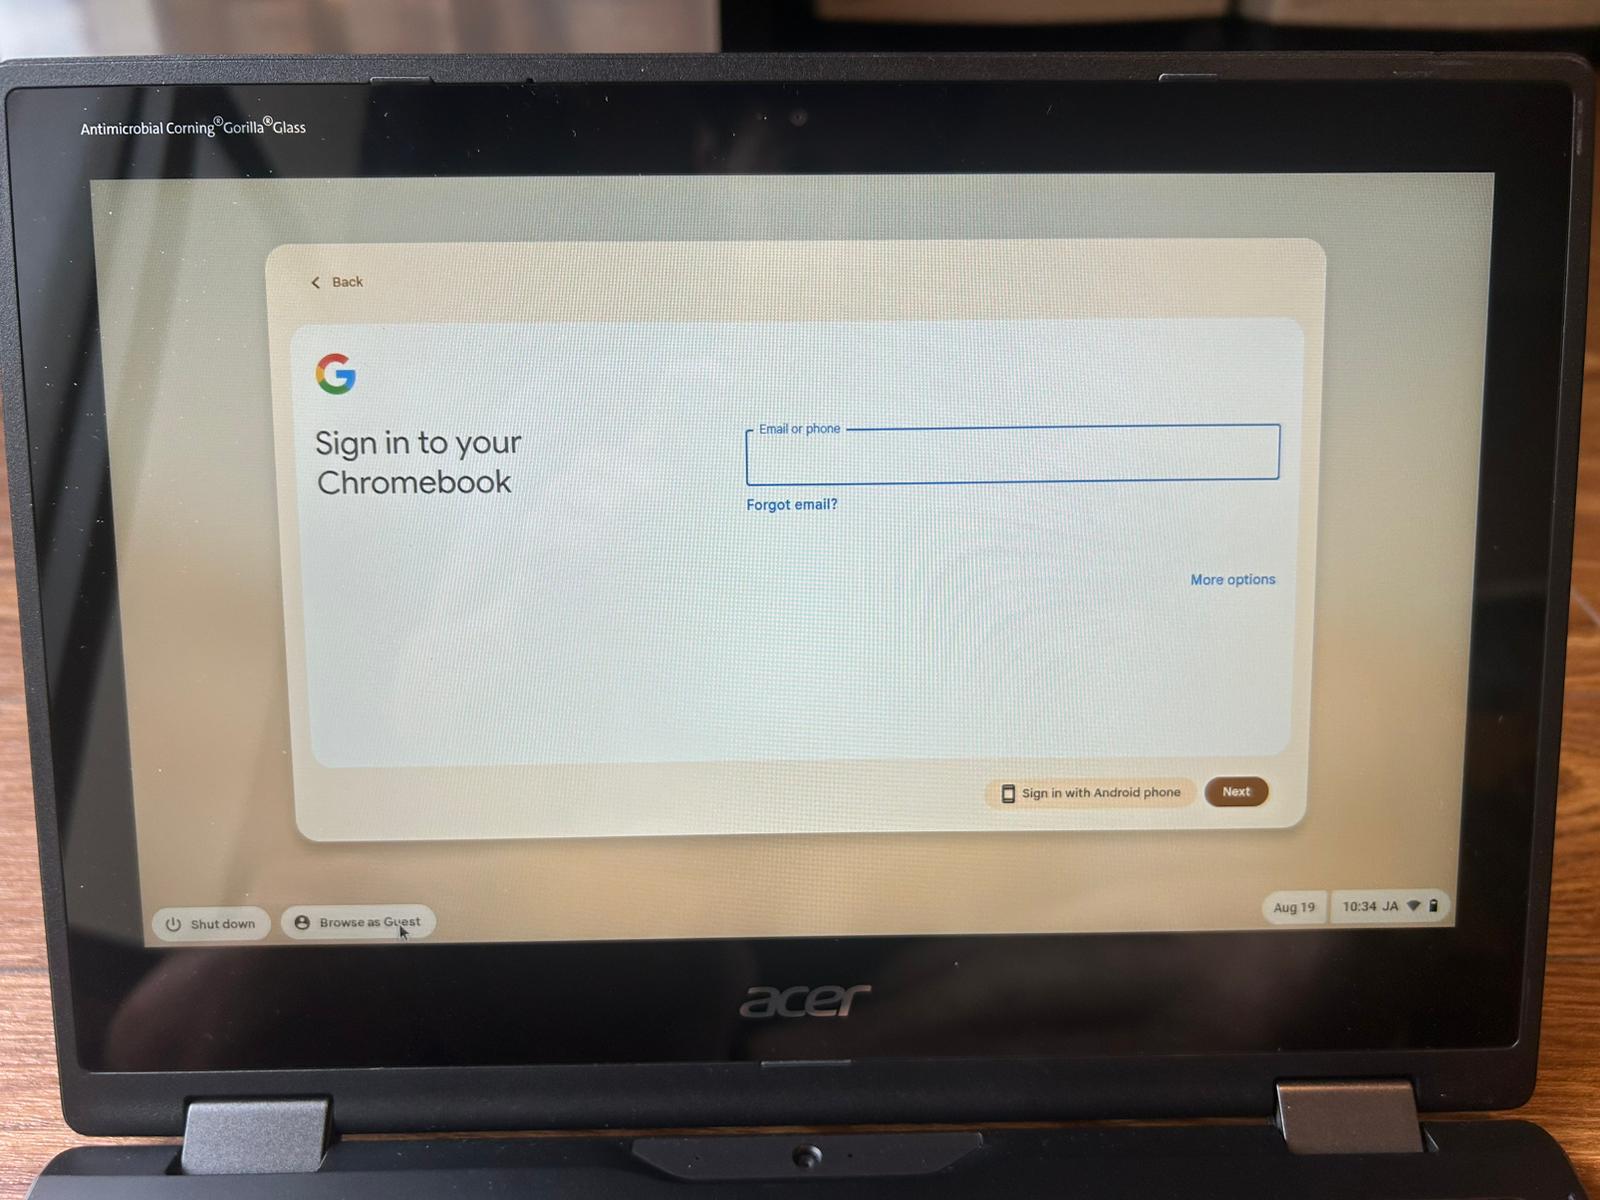 Antimicrobial Corning® Gorilla® Glass
Back
Sign in to your
Chromebook
Email or phone
Forgot email?
More options
Sign in with Android phone
Next
Shut down
Browse as Guest
Aug 19
10:34 JA
acer